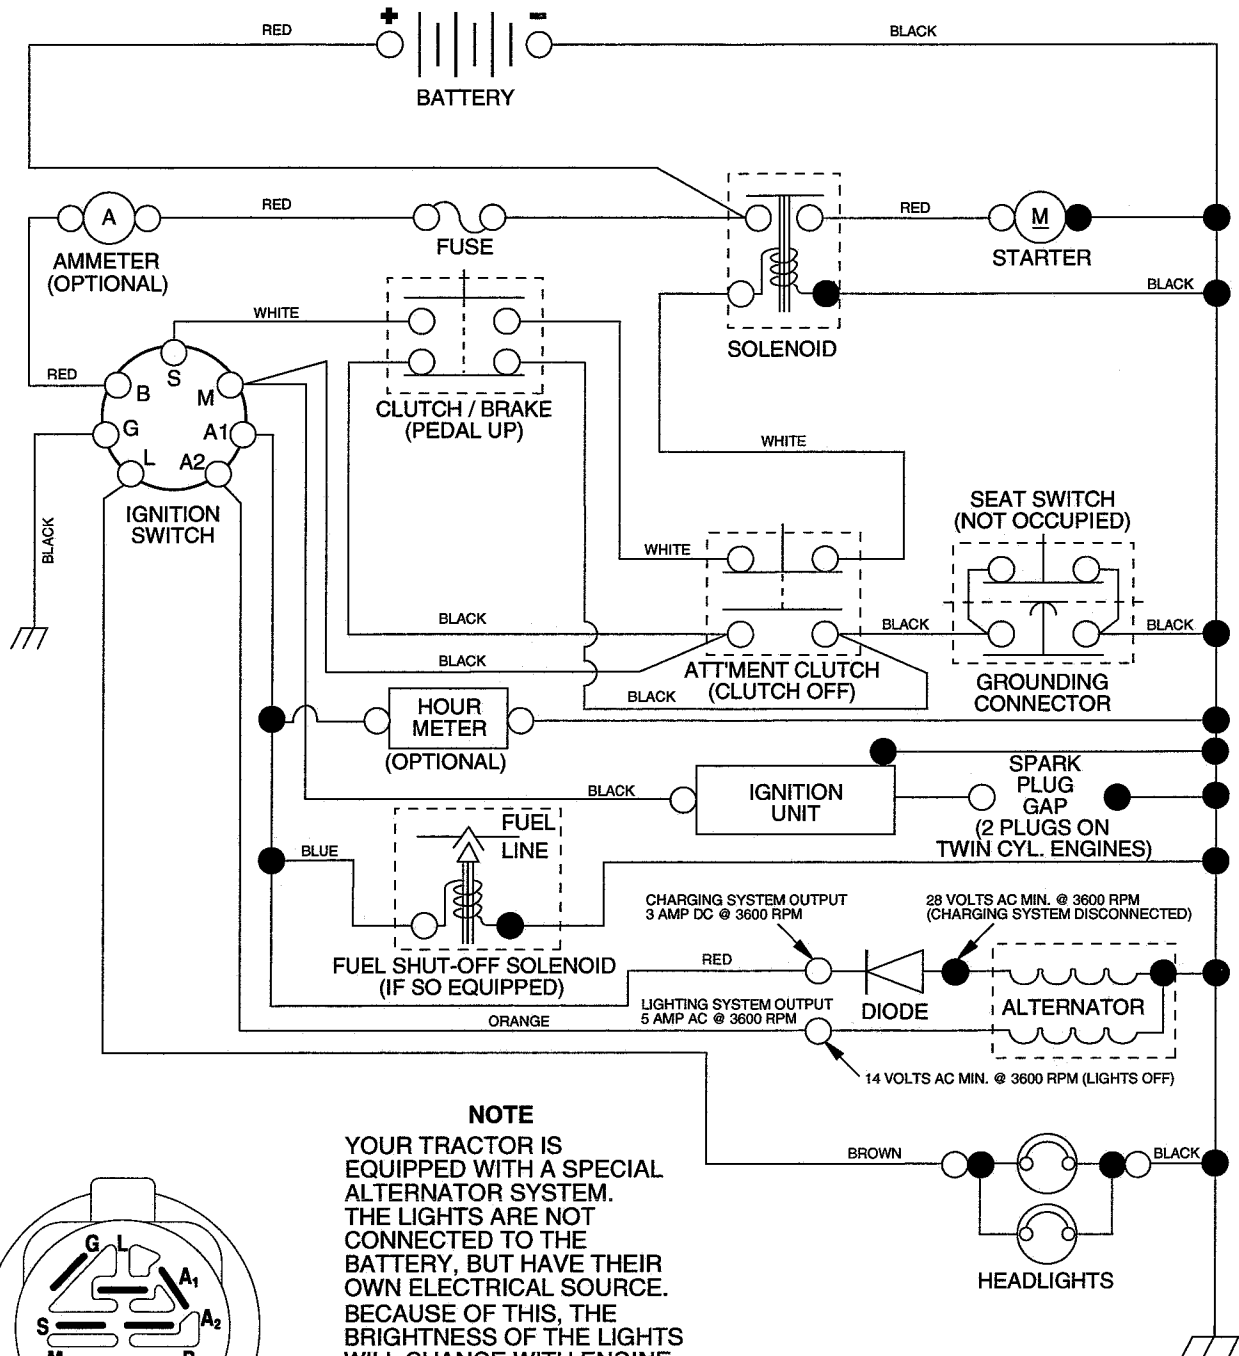 + -
RED
BLACK
BATTERY
A
RED
FUSE
RED
M
AMMETER
(OPTIONAL)
STARTER
BLACK
SOLENOID
WHITE
RED
S
B
M
G
A1
L
A2
CLUTCH / BRAKE
(PEDAL UP)
WHITE
IGNITION
SWITCH
BLACK
SEAT SWITCH
(NOT OCCUPIED)
WHITE
BLACK
BLACK
BLACK
BLACK
ATT'MENT CLUTCH
(CLUTCH OFF)
BLACK
GROUNDING
CONNECTOR
HOUR
METER
(OPTIONAL)
BLACK
IGNITION
UNIT
SPARK
PLUG
GAP
(2 PLUGS ON
TWIN CYL. ENGINES)
FUEL
LINE
BLUE
FUEL SHUT-OFF SOLENOID
(IF SO EQUIPPED)
CHARGING SYSTEM OUTPUT
3 AMP DC @ 3600 RPM
28 VOLTS AC MIN. @ 3600 RPM
(CHARGING SYSTEM DISCONNECTED)
RED
DIODE
ALTERNATOR
LIGHTING SYSTEM OUTPUT
5 AMP AC @ 3600 RPM
ORANGE
14 VOLTS AC MIN. @ 3600 RPM (LIGHTS OFF)
BROWN
BLACK
HEADLIGHTS
NOTE
YOUR TRACTOR IS
EQUIPPED WITH A SPECIAL
ALTERNATOR SYSTEM.
THE LIGHTS ARE NOT
CONNECTED TO THE
BATTERY, BUT HAVE THEIR
OWN ELECTRICAL SOURCE.
BECAUSE OF THIS, THE
BRIGHTNESS OF THE LIGHTS
WILL CHANGE WITH ENGINE
G L
A1
A2
S
M
B